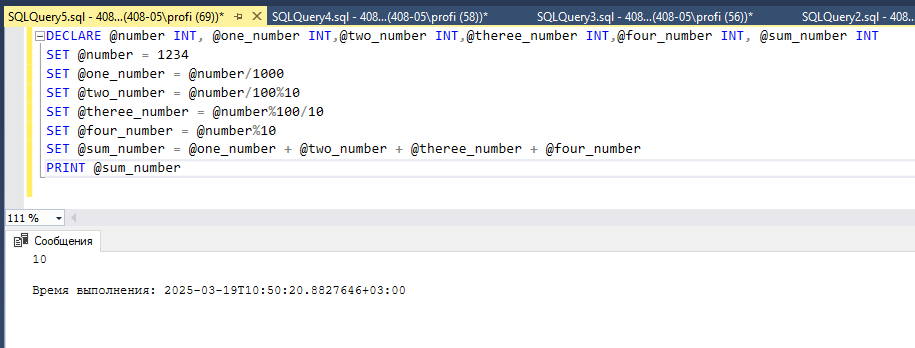 SQLQuery5.sql - 408...(408-05\profi (69))* SQLQuery4.sql - 408...(408-05\profi (58))* SQLQuery3.sql - 408...(408-05\profi (56))* SQLQuery2.sql - 408...
DECLARE @number INT, @one_number INT,@two_number INT,@theree_number INT,@four_number INT, @sum_number INT
SET @number = 1234
SET @one_number = @number/1000
SET @two_number = @number/100%10
SET @theree_number = @number%100/10
SET @four_number = @number%10
SET @sum_number = @one_number + @two_number + @theree_number + @four_number
PRINT @sum_number
111 %
Сообщения
10
Время выполнения: 2025-03-19T10:50:20.8827646+03:00